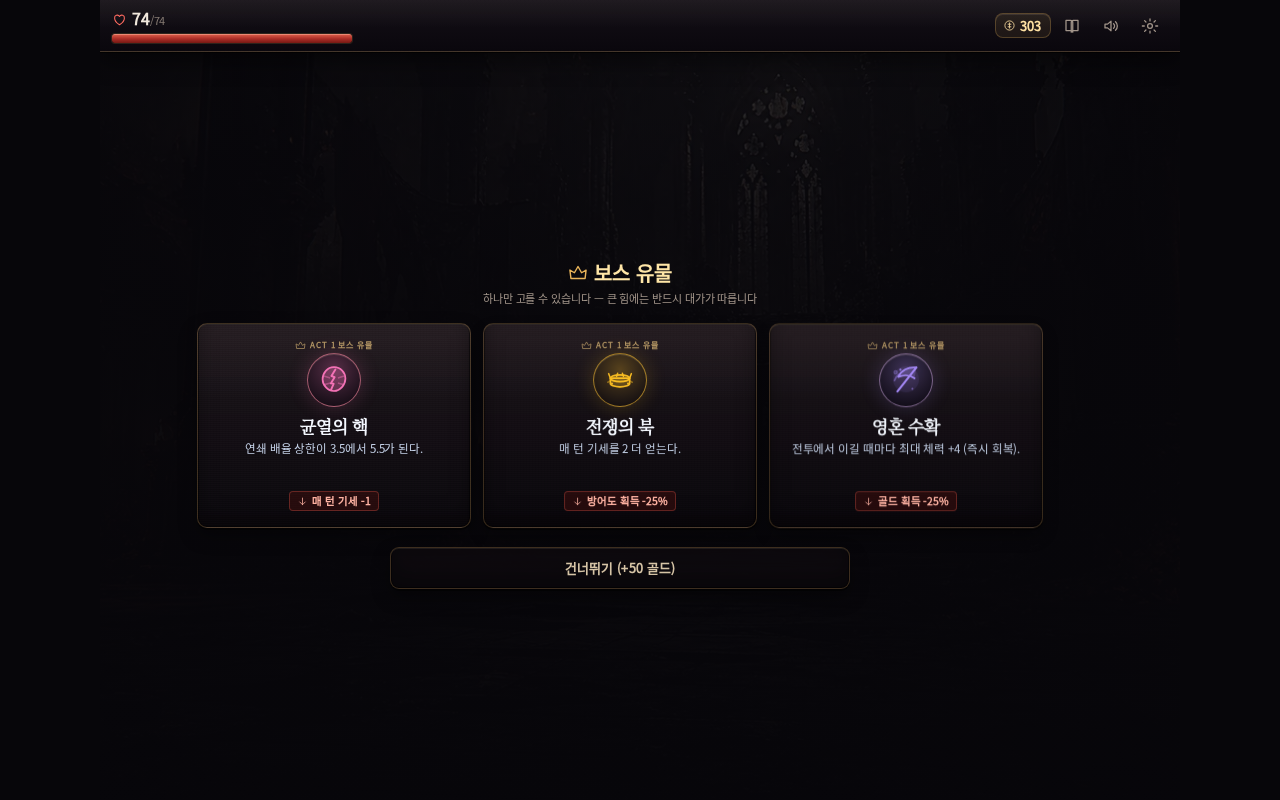 74/74
303
보스 유물
하나만 고를 수 있습니다 — 큰 힘에는 반드시 대가가 따릅니다
ACT 1 보스 유물
균열의 핵
연쇄 배율 상한이 3.5에서 5.5가 된다.
↓ 매 턴 기세 -1
ACT 1 보스 유물
전쟁의 북
매 턴 기세를 2 더 얻는다.
↓ 방어도 획득 -25%
ACT 1 보스 유물
영혼 수확
전투에서 이길 때마다 최대 체력 +4 (즉시 회복).
↓ 골드 획득 -25%
건너뛰기 (+50 골드)